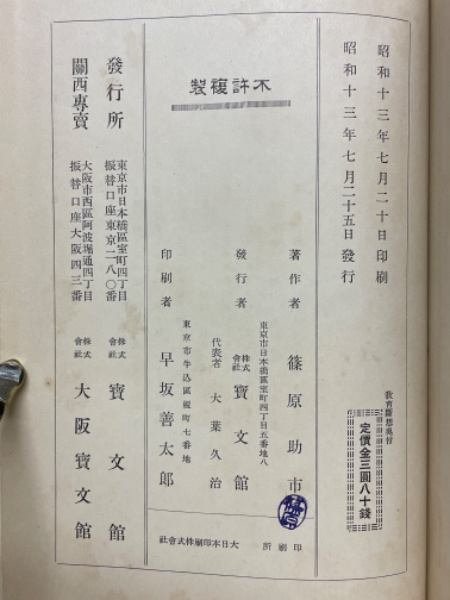 昭和十三年七月二十日印刷
昭和十三年七月二十五日發行
定價金三圓八十錢
不許複製
著作者 篠原助市
東京市日本橋區室町四丁目五番地八
發行者 株式會社 寶文館
代表者 大葉久治
東京市牛込區榎町七番地
印刷者 早坂善太郎
印刷所 大日本印刷株式會社
發行所 東京市日本橋區室町四丁目 振替口座東京二八〇番 株式會社 寶文館
關西專賣 大阪市西區阿波堀通四丁目 振替口座大阪四三番 株式會社 大阪寶文館